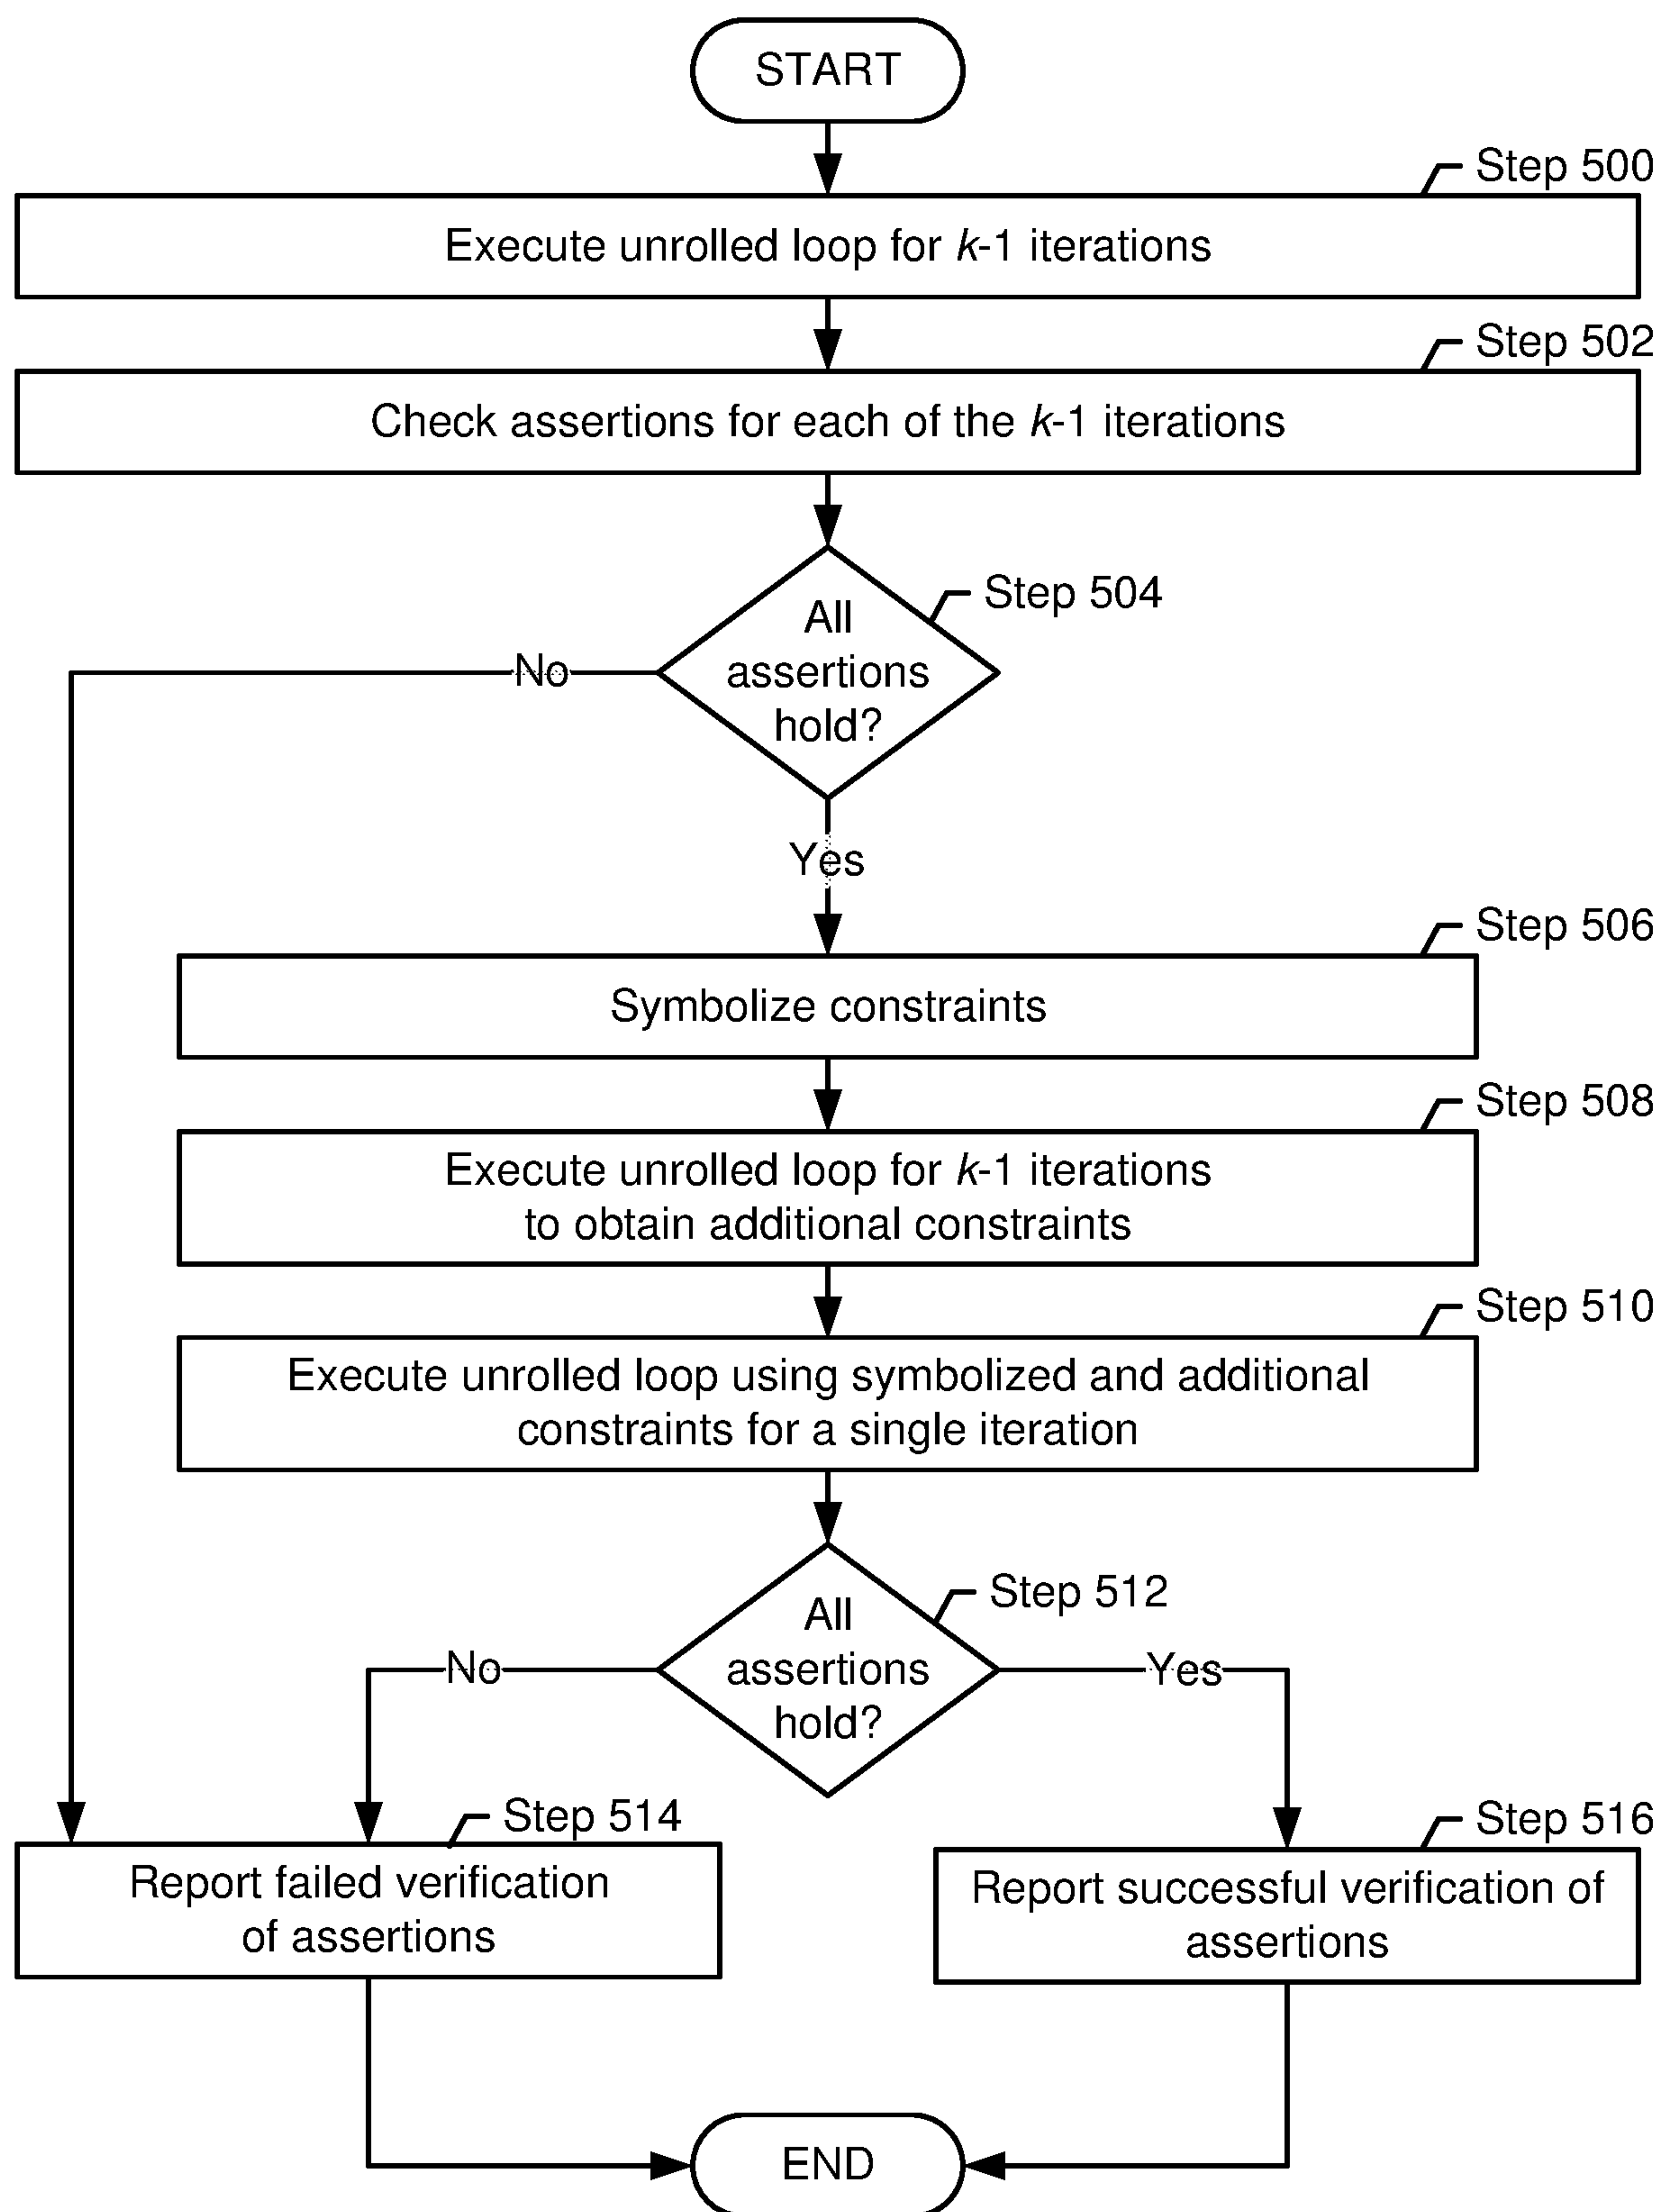 START
Step 500
Execute unrolled loop for k-1 iterations
Step 502
Check assertions for each of the k-1 iterations
Step 504
All
assertions
hold?
No
Yes
Step 506
Symbolize constraints
Step 508
Execute unrolled loop for k-1 iterations
to obtain additional constraints
Step 510
Execute unrolled loop using symbolized and additional
constraints for a single iteration
Step 512
All
assertions
hold?
No
Yes
Step 514
Report failed verification
of assertions
Step 516
Report successful verification of
assertions
END